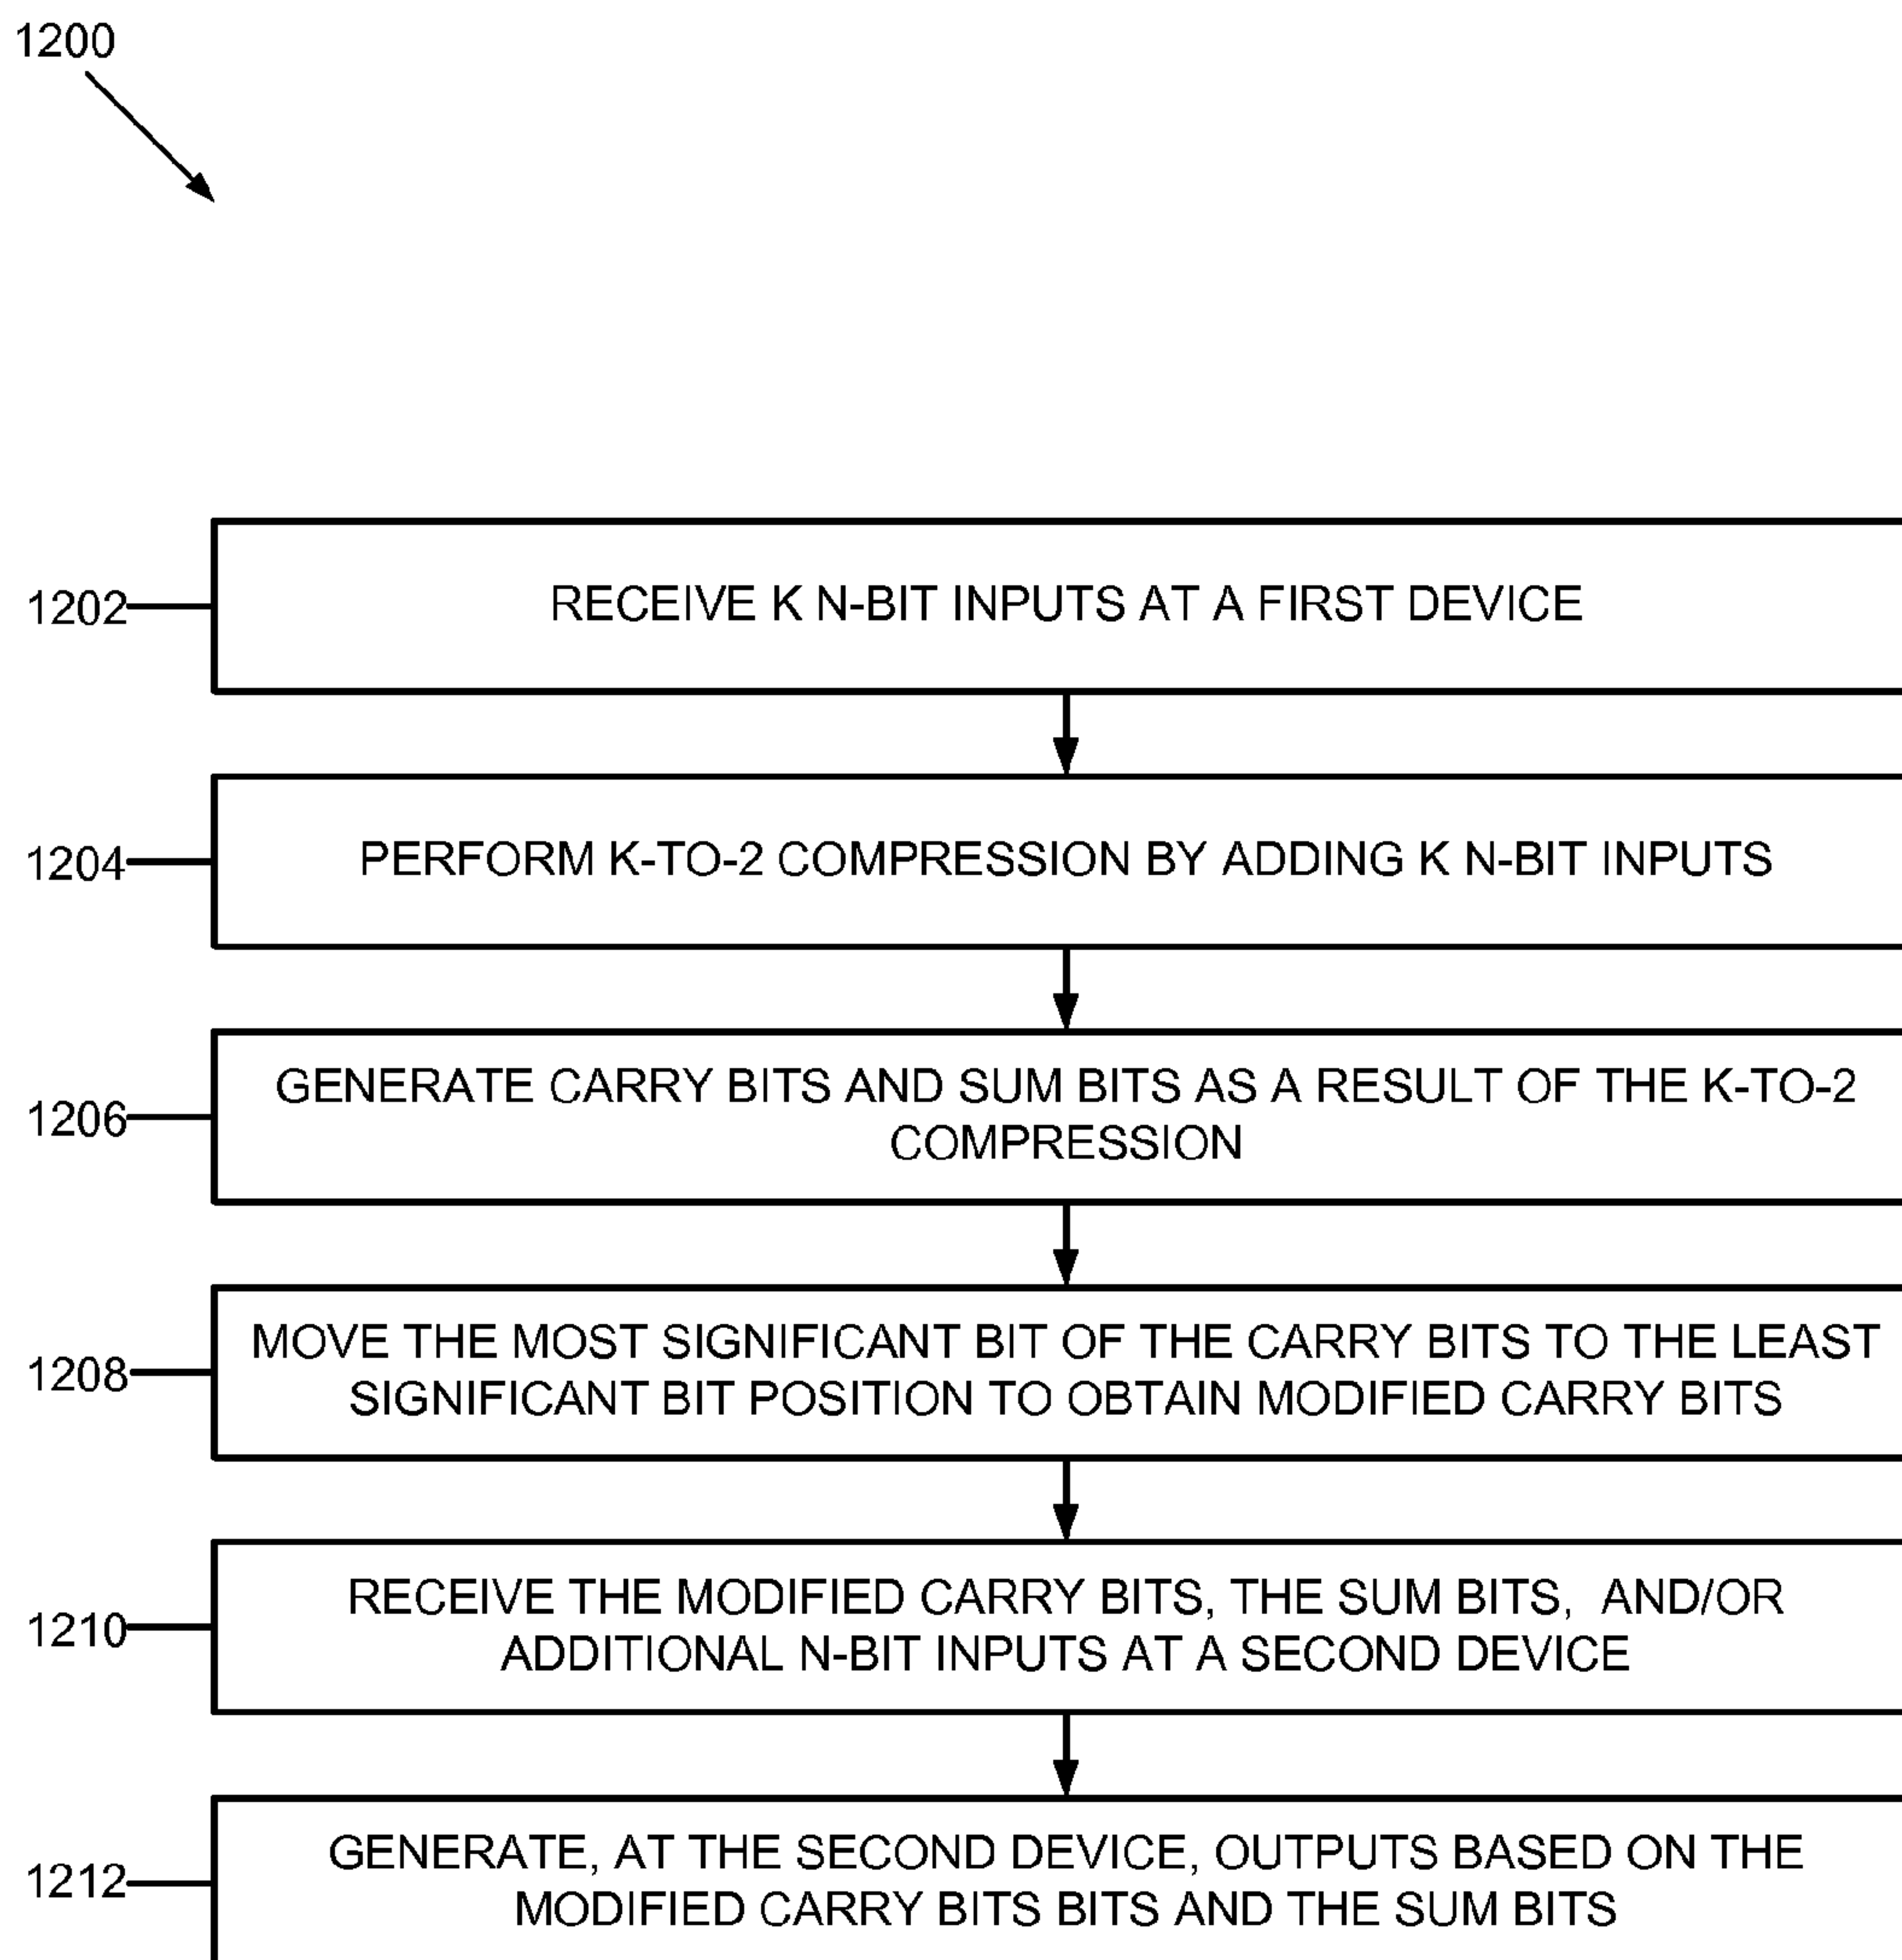 1200
1202
RECEIVE K N-BIT INPUTS AT A FIRST DEVICE
1204
PERFORM K-TO-2 COMPRESSION BY ADDING K N-BIT INPUTS
1206
GENERATE CARRY BITS AND SUM BITS AS A RESULT OF THE K-TO-2
COMPRESSION
1208
MOVE THE MOST SIGNIFICANT BIT OF THE CARRY BITS TO THE LEAST
SIGNIFICANT BIT POSITION TO OBTAIN MODIFIED CARRY BITS
1210
RECEIVE THE MODIFIED CARRY BITS, THE SUM BITS, AND/OR
ADDITIONAL N-BIT INPUTS AT A SECOND DEVICE
1212
GENERATE, AT THE SECOND DEVICE, OUTPUTS BASED ON THE
MODIFIED CARRY BITS BITS AND THE SUM BITS